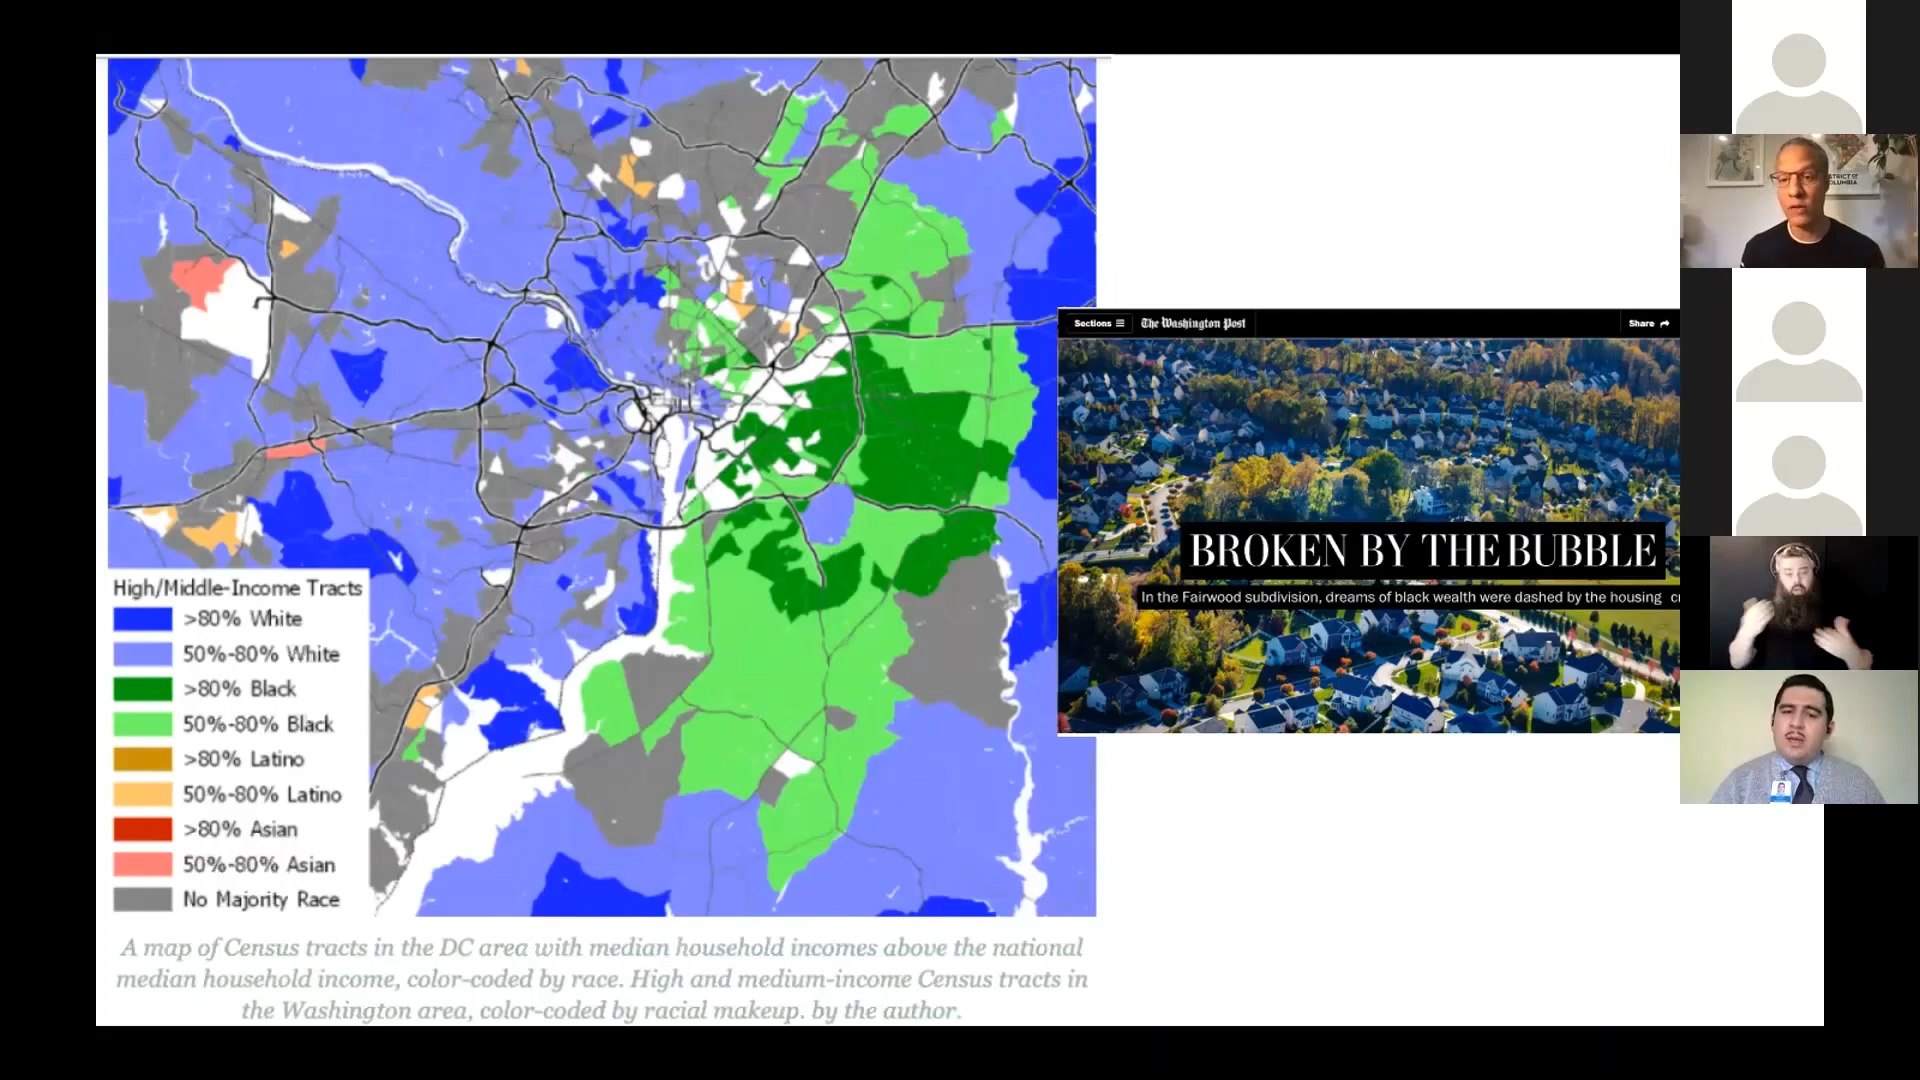 High/Middle-Income Tracts
>80% White
50%-80% White
>80% Black
50%-80% Black
>80% Latino
50%-80% Latino
>80% Asian
50%-80% Asian
No Majority Race
A map of Census tracts in the DC area with median household incomes above the national
median household income, color-coded by race. High and medium-income Census tracts in
the Washington area, color-coded by racial makeup. by the author.
Sections
The Washington Post
Share
BROKEN BY THE BUBBLE
In the Fairwood subdivision, dreams of black wealth were dashed by the housing
COLUMBIA